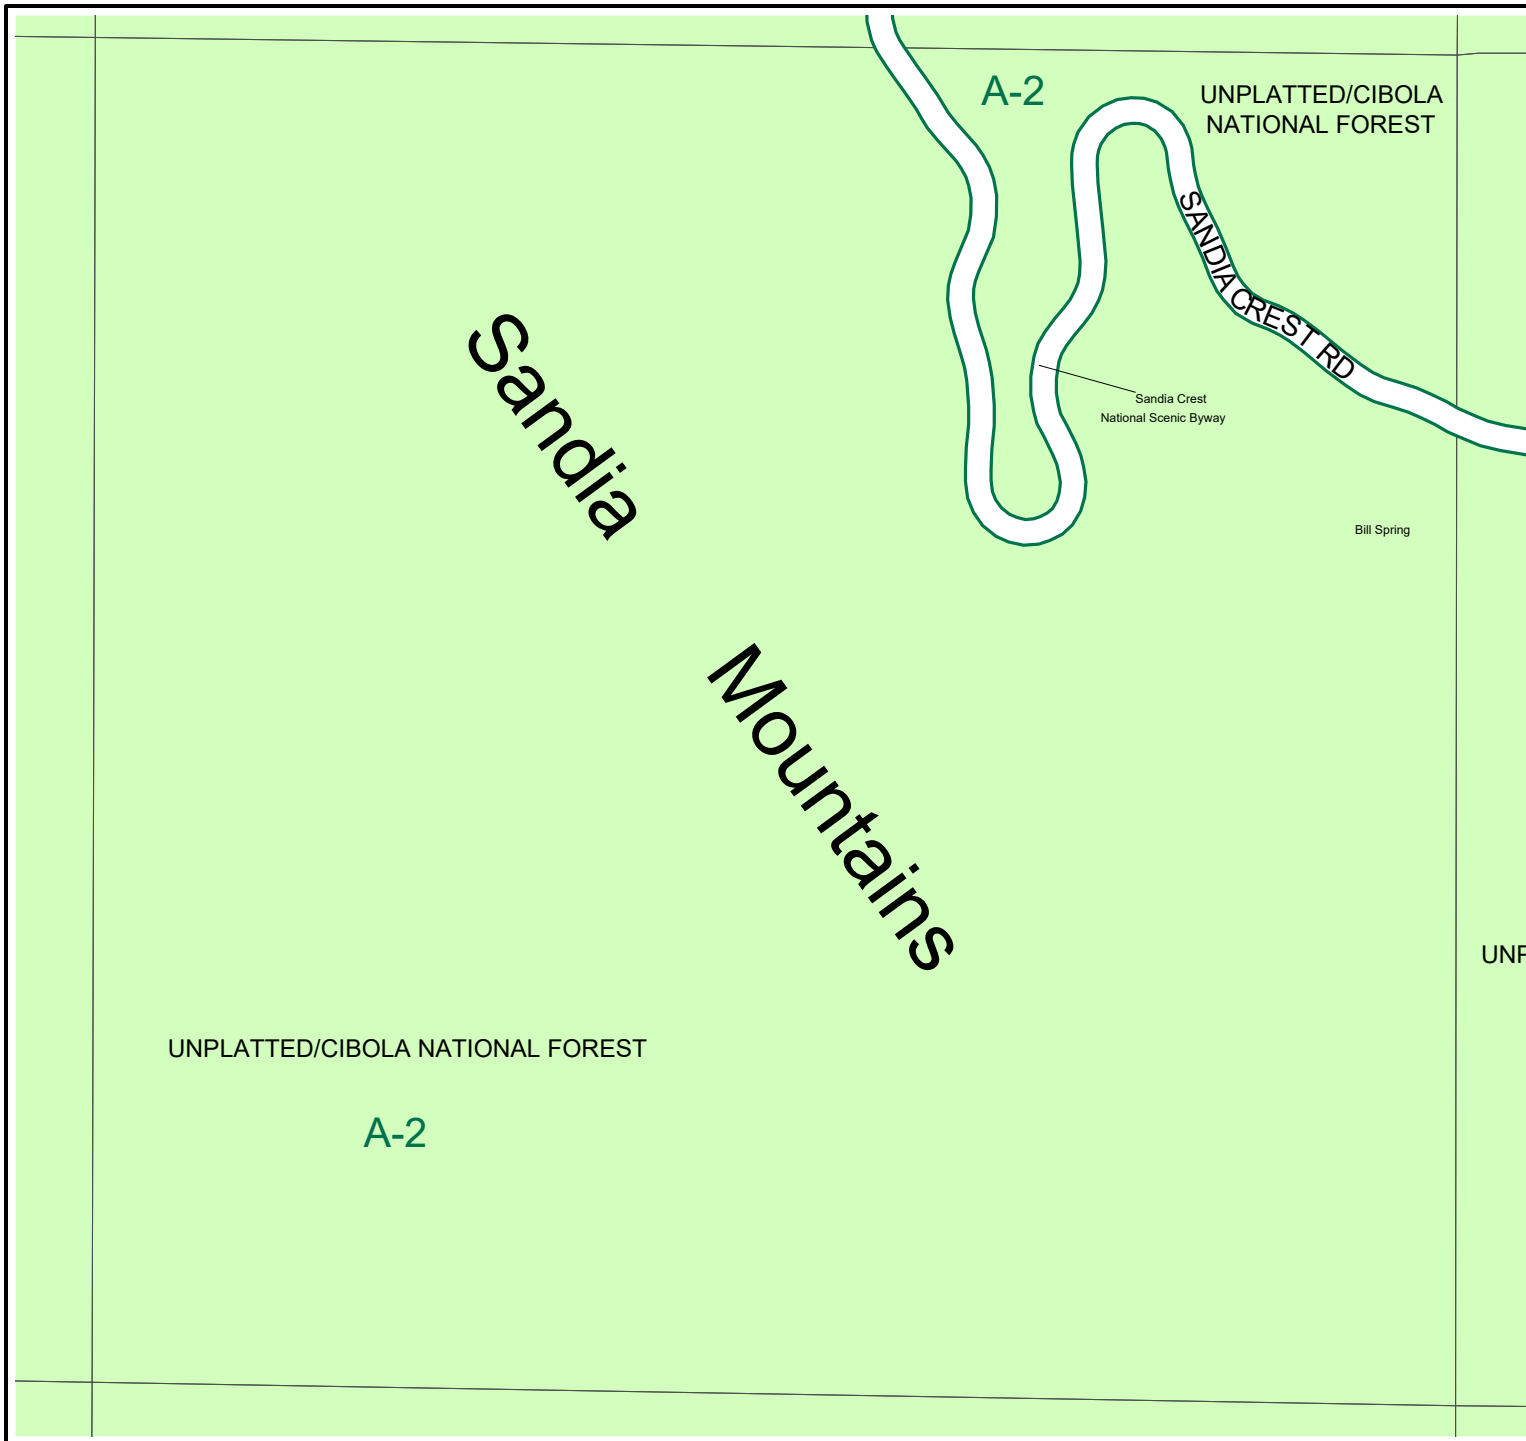 A-2
UNPLATTED/CIBOLA
NATIONAL FOREST
SANDIA CREST RD
Sandia Crest
National Scenic Byway
Bill Spring
Sandia
Mountains
UNPLATTED/CIBOLA NATIONAL FOREST
A-2